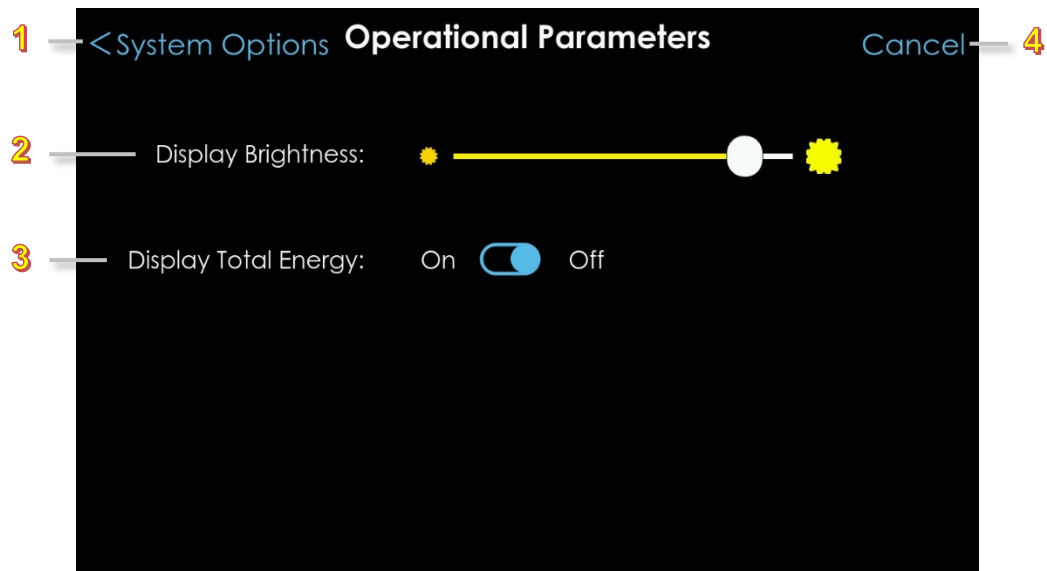 1 <System Options Operational Parameters Cancel 4
2 Display Brightness:
3 Display Total Energy: On Off